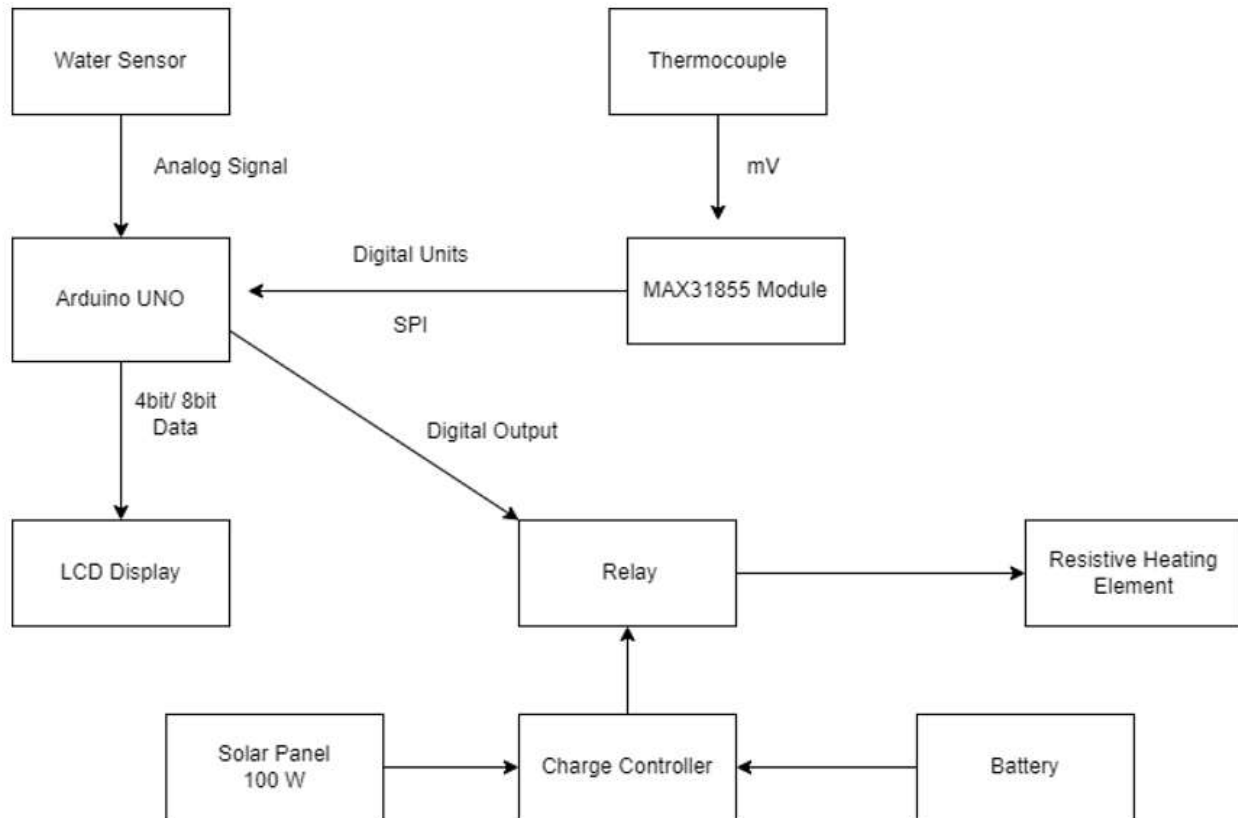 Water Sensor
Thermocouple
Analog Signal
mV
Digital Units
Arduino UNO
MAX31855 Module
SPI
4bit/ 8bit
Data
Digital Output
LCD Display
Relay
Resistive Heating
Element
Solar Panel
100 W
Charge Controller
Battery